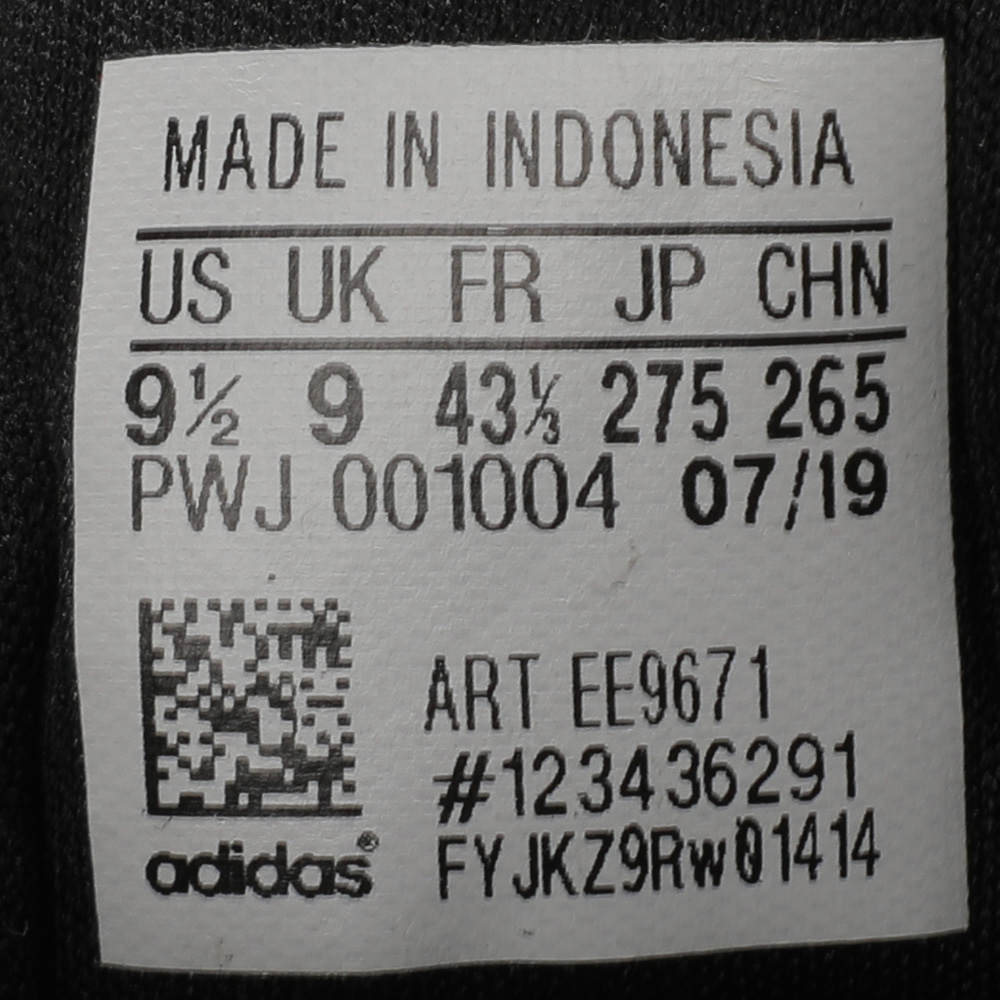 MADE IN INDONESIA
US UK FR JP CHN
9½ 9 43⅓ 275 265
PWJ 001004 07/19
ART EE9671
#123436291
adidas® FYJKZ9Rw01414